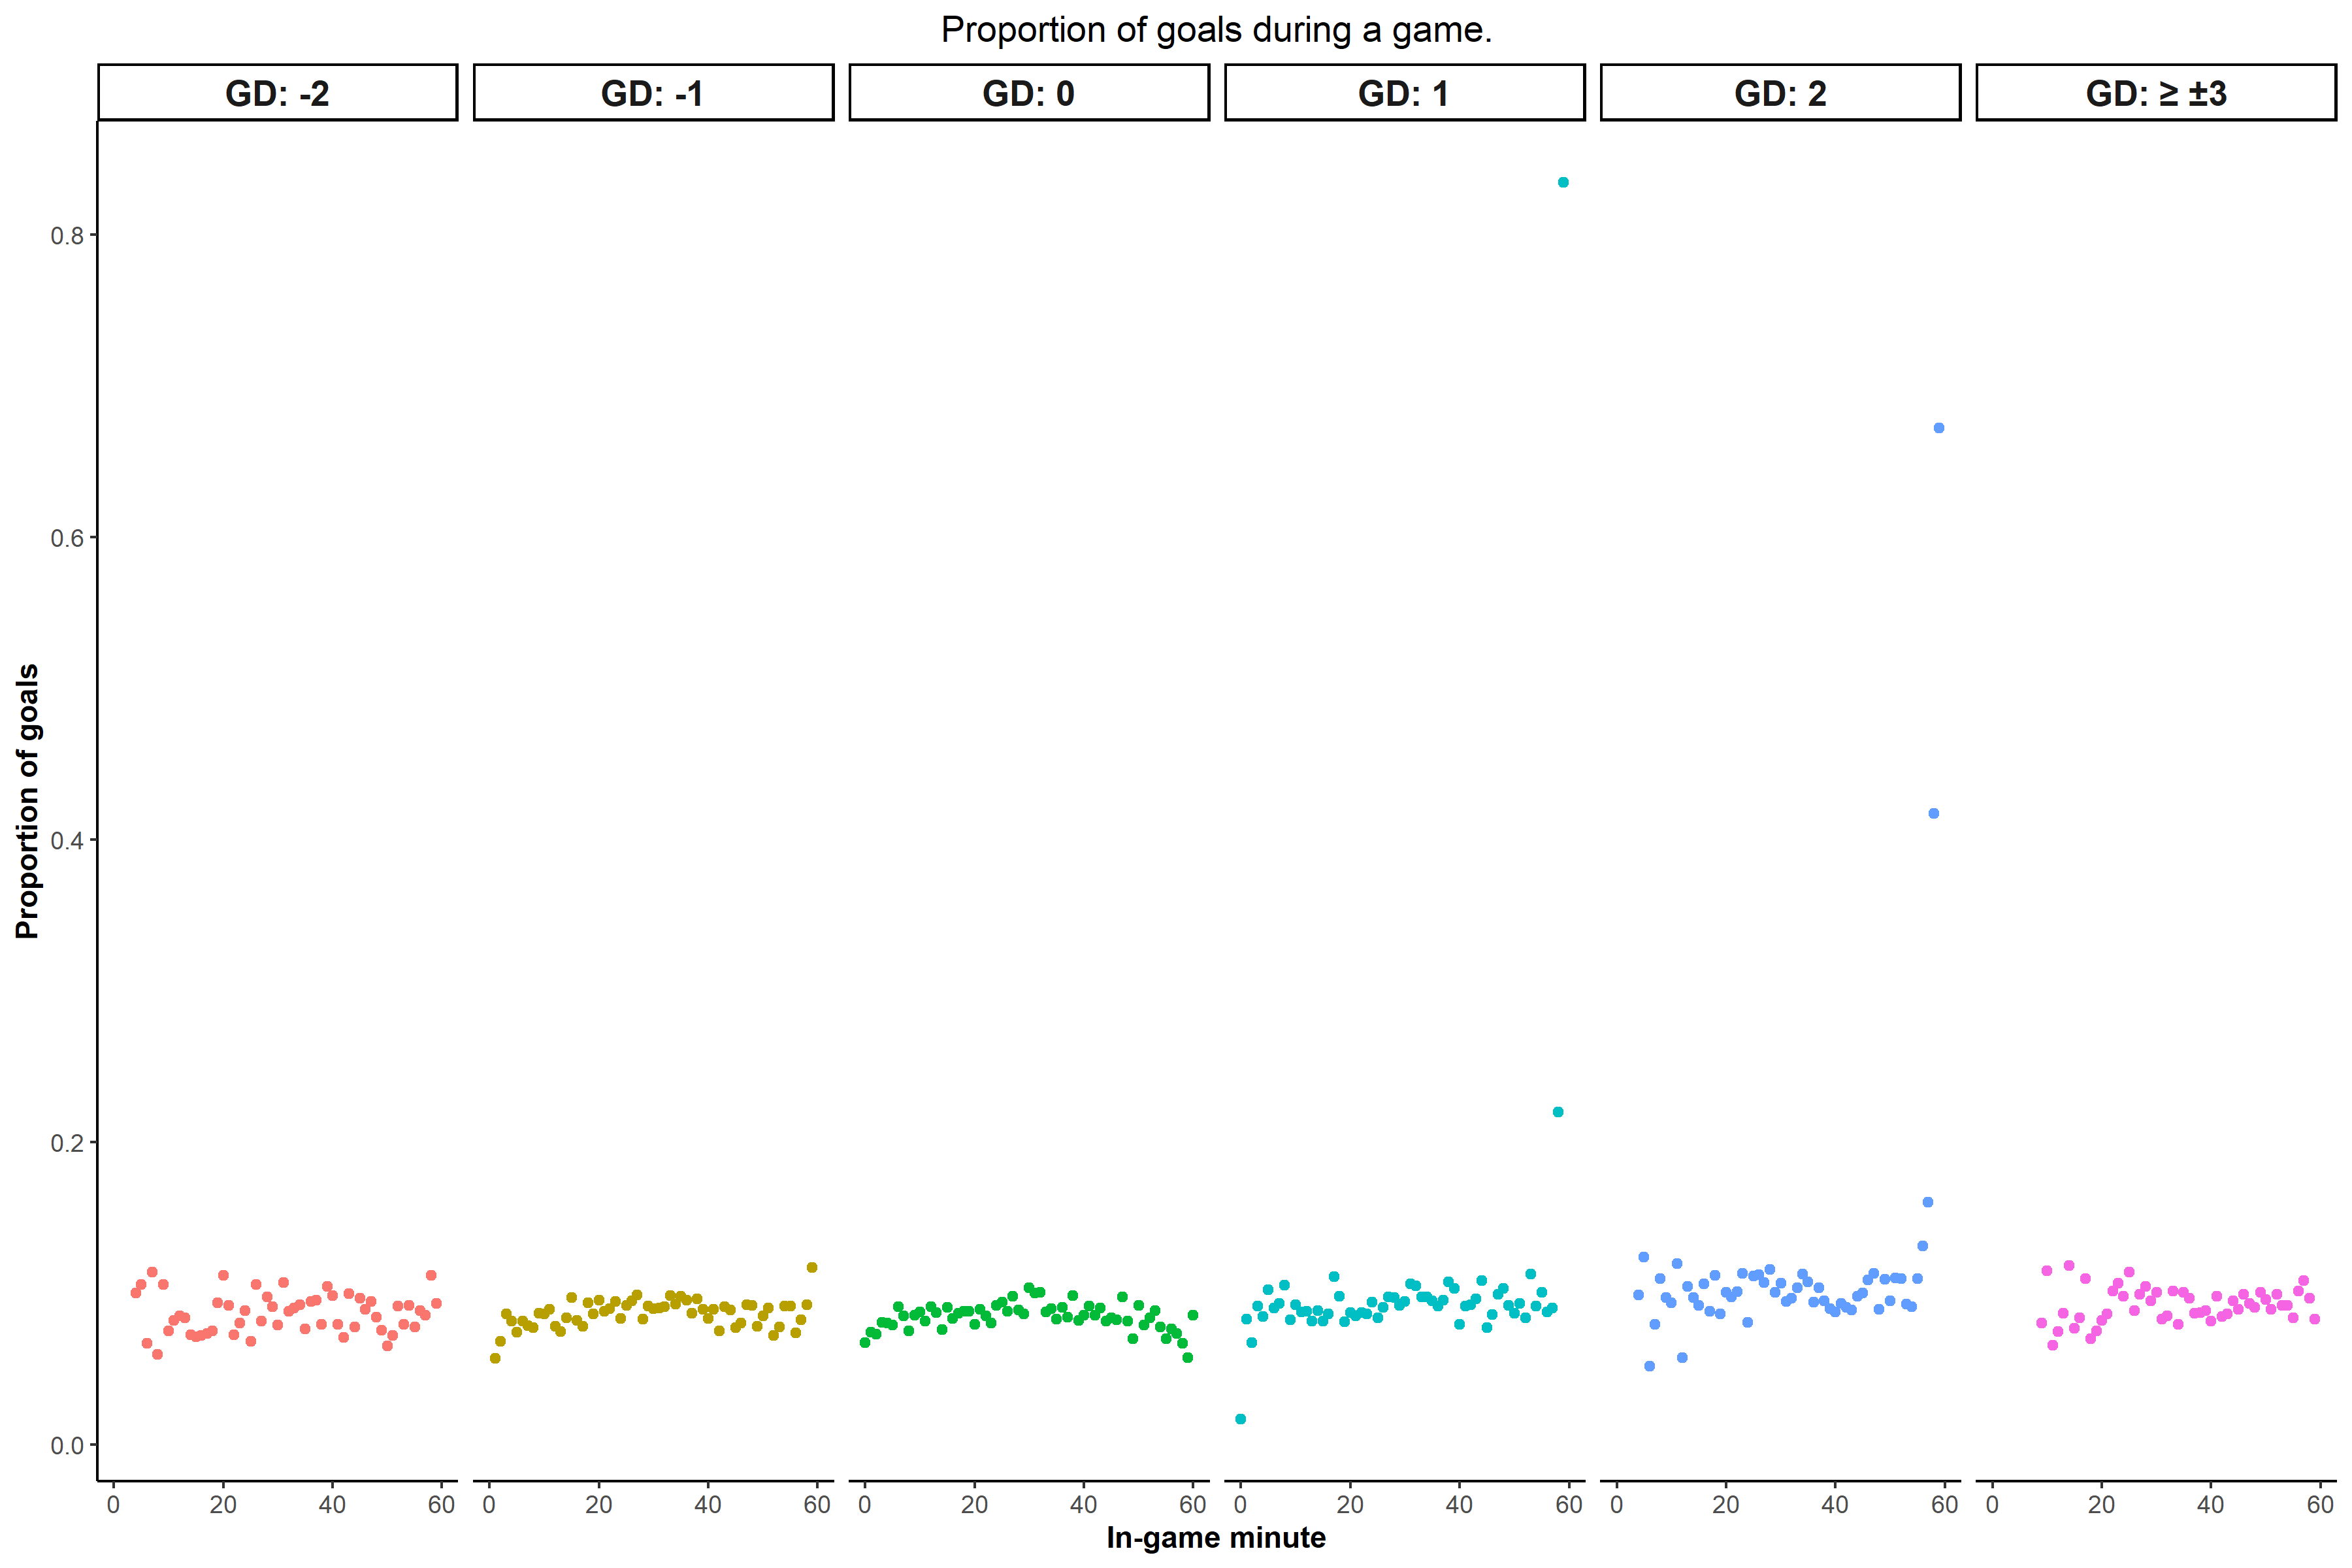 Proportion of goals during a game.
GD: -2 GD: -1 GD: 0 GD: 1 GD: 2 GD: ≥ ±3
0.8
0.6
0.4
0.2
0.0
Proportion of goals
0 20 40 60 0 20 40 60 0 20 40 60 0 20 40 60 0 20 40 60 0 20 40 60
In-game minute